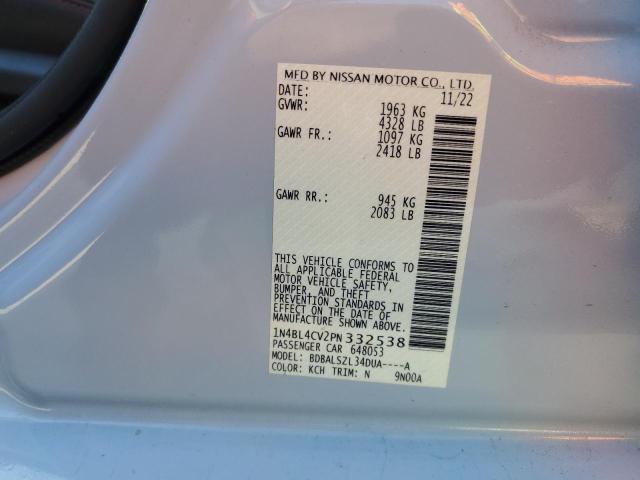 MFD BY NISSAN MOTOR CO., LTD.
DATE: 11/22
GVWR: 1963 KG
4328 LB
GAWR FR.: 1097 KG
2418 LB
GAWR RR.: 945 KG
2083 LB
THIS VEHICLE CONFORMS TO
ALL APPLICABLE FEDERAL
MOTOR VEHICLE SAFETY,
BUMPER, AND THEFT
PREVENTION STANDARDS IN
EFFECT ON THE DATE OF
MANUFACTURE SHOWN ABOVE.
1N4BL4CV2PN332538
PASSENGER CAR 648053
MODEL: BDBALSZL34DUA----A
COLOR: KCH TRIM: N 9N00A